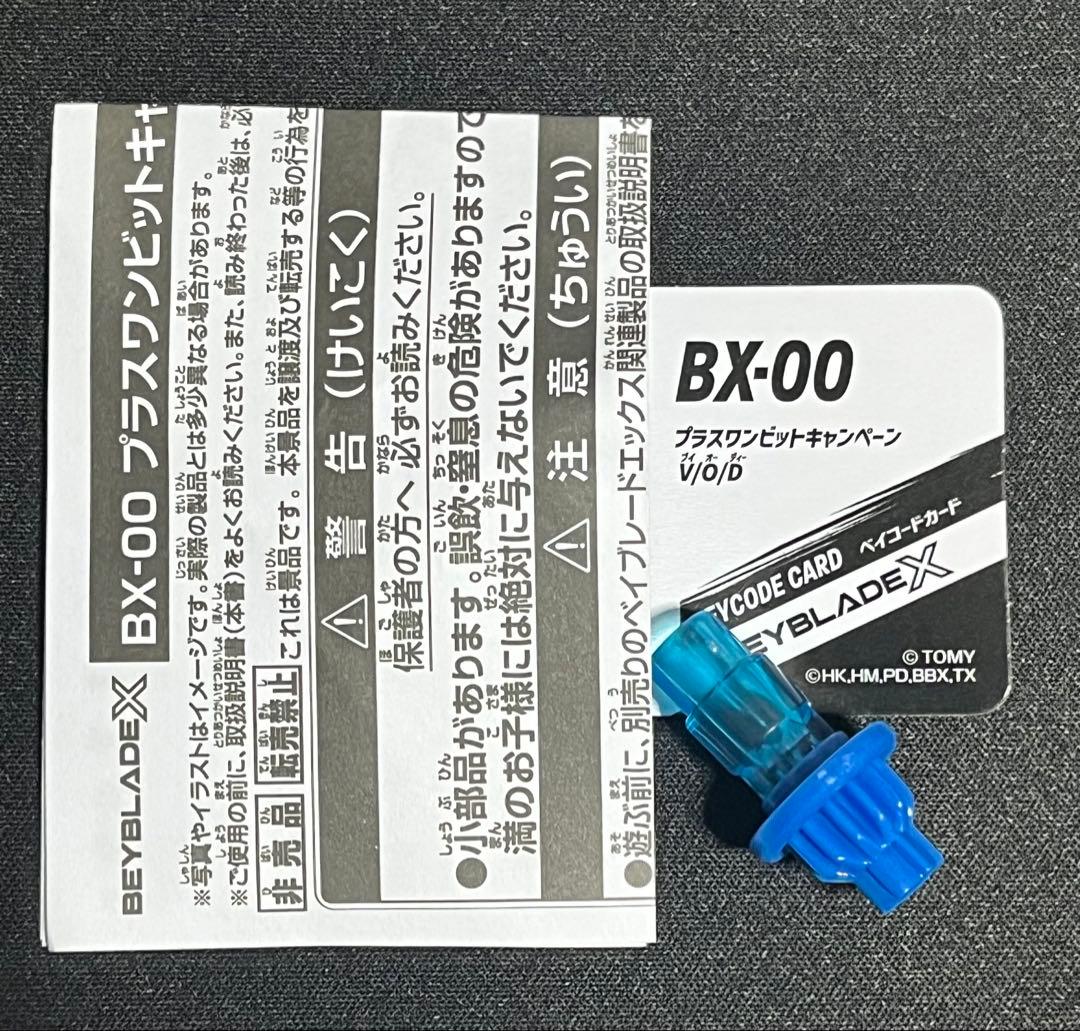 BEYBLADE X BX-00 プラスワンビットキャ
※写真やイラストはイメージです。実際の製品とは多少異なる場合があります。
※ご使用の前に、取扱説明書(本書)をよくお読みください。また、読み終わった後は、必
非売品 転売禁止 これは景品です。本景品を譲渡及び転売する等の行為を
⚠ 警告 (けいこく)
保護者の方へ 必ずお読みください。
●小部品があります。誤飲・窒息の危険がありますので
満のお子様には絶対に与えないでください。
⚠ 注意 (ちゅうい)
●遊ぶ前に、別売りのベイブレードエックス関連製品の取扱説明書を
BX-00
プラスワンビットキャンペーン
V/O/D
EYCODE CARD ベイコードカード
EYBLADE X
© TOMY
©HK,HM,PD,BBX,TX